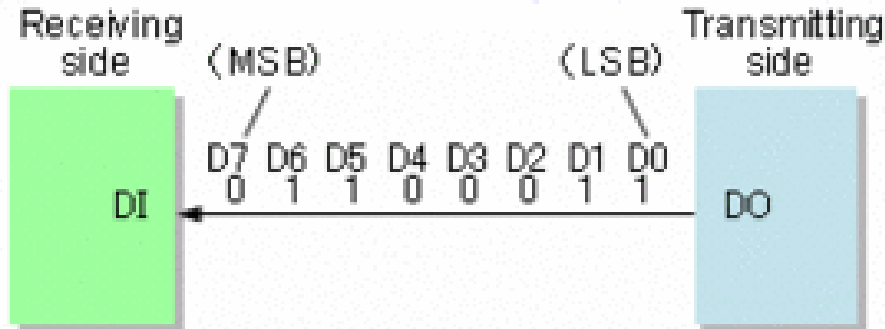 Receiving side
(MSB)
(LSB)
Transmitting side
D7 D6 D5 D4 D3 D2 D1 D0
0 1 1 0 0 0 1 1
DI
DO